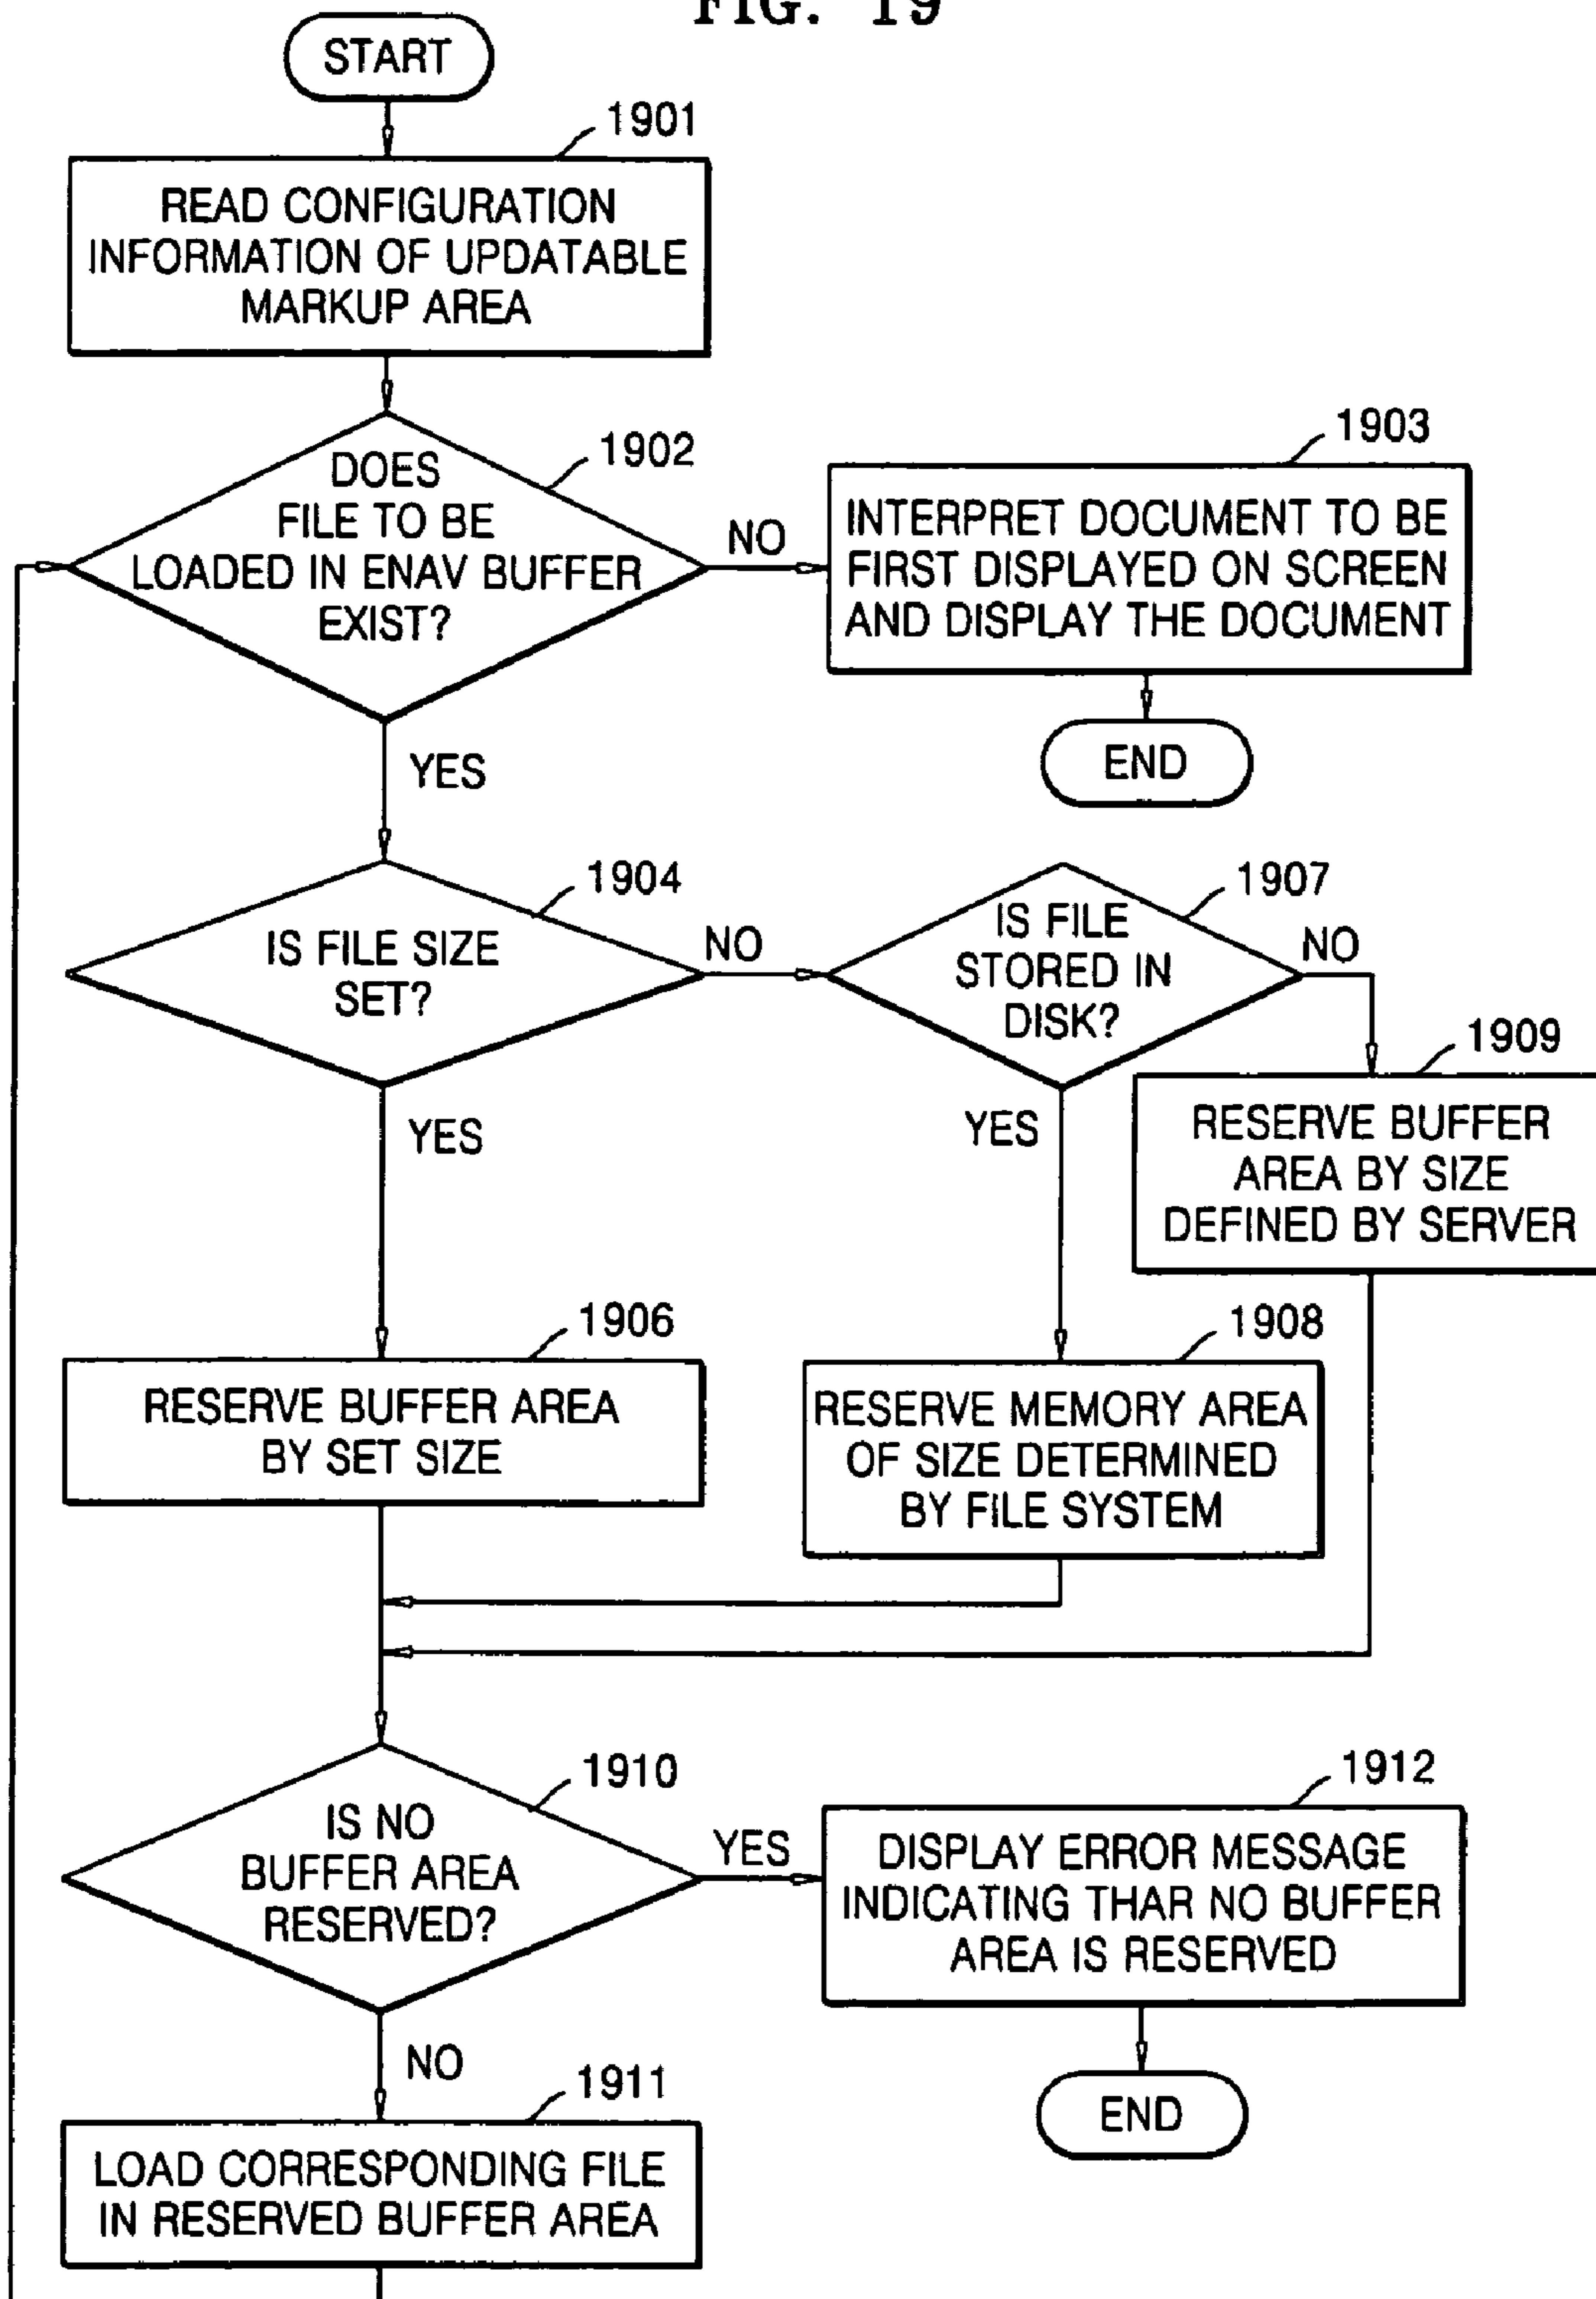 FIG. 19
START
1901
READ CONFIGURATION
INFORMATION OF UPDATABLE
MARKUP AREA
1902
DOES
FILE TO BE
LOADED IN ENAV BUFFER
EXIST?
NO
1903
INTERPRET DOCUMENT TO BE
FIRST DISPLAYED ON SCREEN
AND DISPLAY THE DOCUMENT
END
YES
1904
IS FILE SIZE
SET?
NO
1907
IS FILE
STORED IN
DISK?
NO
1909
RESERVE BUFFER
AREA BY SIZE
DEFINED BY SERVER
YES
YES
1906
RESERVE BUFFER AREA
BY SET SIZE
1908
RESERVE MEMORY AREA
OF SIZE DETERMINED
BY FILE SYSTEM
1910
IS NO
BUFFER AREA
RESERVED?
YES
1912
DISPLAY ERROR MESSAGE
INDICATING THAR NO BUFFER
AREA IS RESERVED
END
NO
1911
LOAD CORRESPONDING FILE
IN RESERVED BUFFER AREA